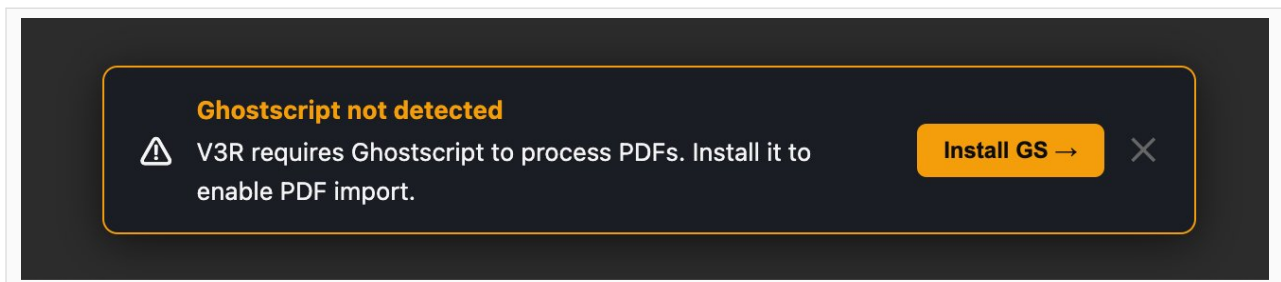 Ghostscript not detected
V3R requires Ghostscript to process PDFs. Install it to
enable PDF import.
Install GS →